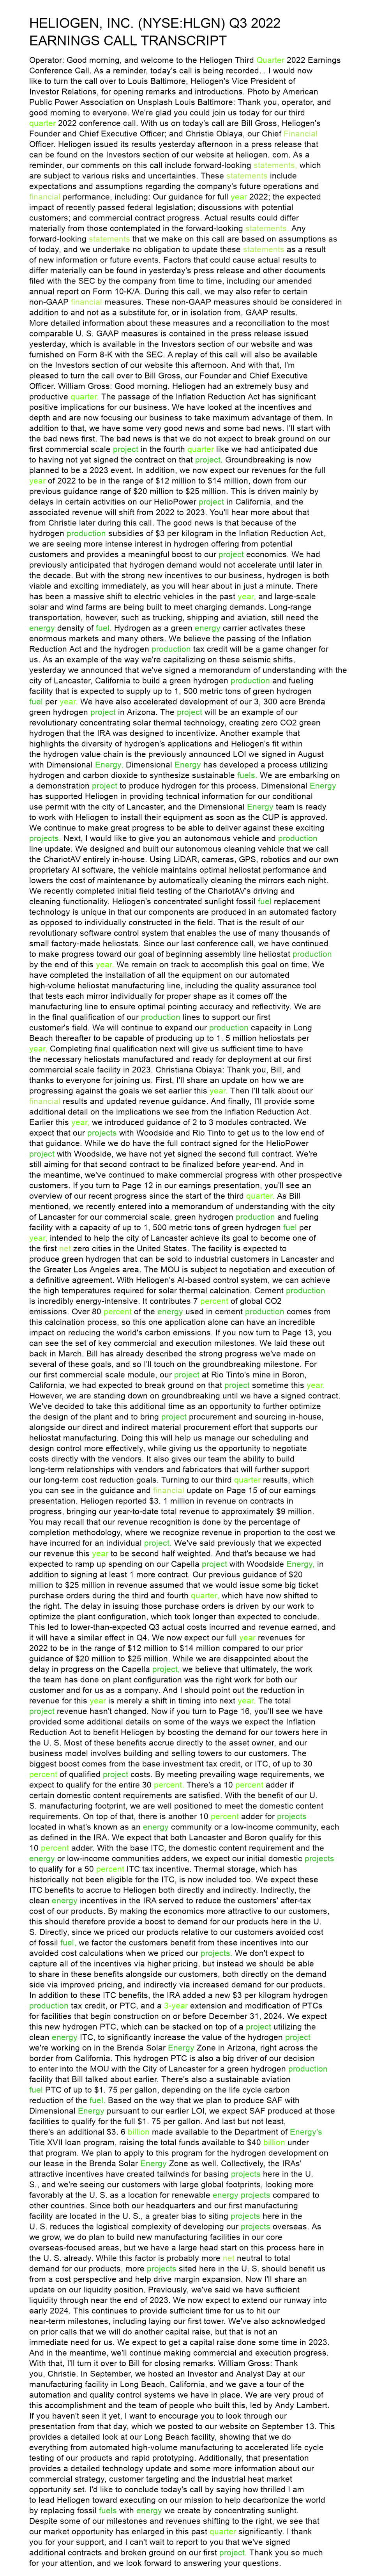 HELIOGEN, INC. (NYSE:HLGN) Q3 2022
EARNINGS CALL TRANSCRIPT
Operator: Good morning, and welcome to the Heliogen Third Quarter 2022 Earnings
Conference Call. As a reminder, today's call is being recorded. . I would now
like to turn the call over to Louis Baltimore, Heliogen's Vice President of
Investor Relations, for opening remarks and introductions. Photo by American
Public Power Association on Unsplash Louis Baltimore: Thank you, operator, and
good morning to everyone. We're glad you could join us today for our third
quarter 2022 conference call. With us on today's call are Bill Gross, Heliogen's
Founder and Chief Executive Officer; and Christie Obiaya, our Chief Financial
Officer. Heliogen issued its results yesterday afternoon in a press release that
can be found on the Investors section of our website at heliogen.com. As a
reminder, our comments on this call include forward-looking statements, which
are subject to various risks and uncertainties. These statements include
expectations and assumptions regarding the company's future operations and
financial performance, including: Our guidance for full year 2022; the expected
impact of recently passed federal legislation; discussions with potential
customers, and commercial contract progress. Actual results could differ
materially from those contemplated in the forward-looking statements. Any
forward-looking statements that we make on this call are based on assumptions as
of today, and we undertake no obligation to update these statements as a result
of new information or future events. Factors that could cause actual results to
differ materially can be found in yesterday's press release and other documents
filed with the SEC by the company from time to time, including our amended
annual report on Form 10-K/A. During this call, we may also refer to certain
non-GAAP financial measures. These non-GAAP measures should be considered in
addition to and not as a substitute for, or in isolation from, GAAP results.
More detailed information about these measures and a reconciliation to the most
comparable U. S. GAAP measures is contained in the press release issued
yesterday, which is available in the Investors section of our website and was
furnished on Form 8-K with the SEC. A replay of this call will also be available
on the Investors section of our website this afternoon. And with that, I'm
pleased to turn the call over to Bill Gross, our Founder and Chief Executive
Officer. William Gross: Good morning. Heliogen had an extremely busy and
productive quarter. The passage of the Inflation Reduction Act has significant
positive implications for our business. We have looked at the incentives and
depth and are now focusing our business to take maximum advantage of them. In
addition to that, we have some very good news and some bad news. I'll start with
the bad news first. The bad news is that we do not expect to break ground on our
first commercial scale project in the fourth quarter like we had anticipated due
to having not yet signed the contract on that project. Groundbreaking is now
planned to be a 2023 event. In addition, we now expect our revenues for the full
year of 2022 to be in the range of $12 million to $14 million, down from our
previous guidance range of $20 million to $25 million. This is driven mainly by
delays in certain activities on our HelioPower project in California, and the
associated revenue will shift from 2022 to 2023. You'll hear more about that
from Christie later during this call. The good news is that because of the
hydrogen production subsidies of $3 per kilogram in the Inflation Reduction Act,
we are seeing more intense interest in hydrogen offering from potential
customers and provides a meaningful boost to our project economics. We had
previously anticipated that hydrogen demand would not accelerate until later in
the decade. But with the strong new incentives to our business, hydrogen is both
viable and exciting immediately, as you will hear about in just a minute. There
has been a massive shift to electric vehicles in the past year, and large-scale
solar and wind farms are being built to meet charging demands. Long-range
transportation, however, such as trucking, shipping and aviation, still need the
energy density of fuel. Hydrogen as a green energy carrier activates these
enormous markets and many others. We believe the passing of the Inflation
Reduction Act and the hydrogen production tax credit will be a game changer for
us. As an example of the way we're capitalizing on these seismic shifts,
yesterday we announced that we've signed a memorandum of understanding with the
city of Lancaster, California to build a green hydrogen production and fueling
facility that is expected to supply up to 1, 500 metric tons of green hydrogen
fuel per year. We have also accelerated development of our 3, 300 acre Brenda
green hydrogen project in Arizona. The project will be an example of our
revolutionary concentrating solar thermal technology, creating zero CO2 green
hydrogen that the IRA was designed to incentivize. Another example that
highlights the diversity of hydrogen's applications and Heliogen's fit within
the hydrogen value chain is the previously announced LOI we signed in August
with Dimensional Energy. Dimensional Energy has developed a process utilizing
hydrogen and carbon dioxide to synthesize sustainable fuels. We are embarking on
a demonstration project to produce hydrogen for this process. Dimensional Energy
has supported Heliogen in providing technical information for our conditional
use permit with the city of Lancaster, and the Dimensional Energy team is ready
to work with Heliogen to install their equipment as soon as the CUP is approved.
We continue to make great progress to be able to deliver against these exciting
projects. Next, I would like to give you an autonomous vehicle and production
line update. We designed and built our autonomous cleaning vehicle that we call
the ChariotAV entirely in-house. Using LiDAR, cameras, GPS, robotics and our own
proprietary AI software, the vehicle maintains optimal heliostat performance and
lowers the cost of maintenance by automatically cleaning the mirrors each night.
We recently completed initial field testing of the ChariotAV's driving and
cleaning functionality. Heliogen's concentrated sunlight fossil fuel replacement
technology is unique in that our components are produced in an automated factory
as opposed to individually constructed in the field. That is the result of our
revolutionary software control system that enables the use of many thousands of
small factory-made heliostats. Since our last conference call, we have continued
to make progress toward our goal of beginning assembly line heliostat production
by the end of this year. We remain on track to accomplish this goal on time. We
have completed the installation of all the equipment on our automated
high-volume heliostat manufacturing line, including the quality assurance tool
that tests each mirror individually for proper shape as it comes off the
manufacturing line to ensure optimal pointing accuracy and reflectivity. We are
in the final qualification of our production lines to support our first
customer's field. We will continue to expand our production capacity in Long
Beach thereafter to be capable of producing up to 1. 5 million heliostats per
year. Completing final qualification next will give us sufficient time to have
the necessary heliostats manufactured and ready for deployment at our first
commercial scale facility in 2023. Christiana Obiaya: Thank you, Bill, and
thanks to everyone for joining us. First, I'll share our state on how we are
progressing against the goals we set earlier this year. Then I'll talk about our
financial results and updated revenue guidance. And finally, I'll provide some
additional detail on the implications we see from the Inflation Reduction Act.
Earlier this year, we introduced guidance of 2 to 3 modules contracted. We
expect that our projects with Woodside and Rio Tinto to get us to the low end of
that guidance. While we do have the full contract signed for the HelioPower
project with Woodside, we have not yet signed the second full contract. We're
still aiming for that second contract to be finalized before year-end. And in
the meantime, we've continued to make commercial progress with other prospective
customers. If you turn to Page 12 in our earnings presentation, you'll see an
overview of our recent progress since the start of the third quarter. As Bill
mentioned, we recently entered into a memorandum of understanding with the city
of Lancaster for commercial scale, green hydrogen production and fueling
facility with a capacity of up to 1, 500 metric tons of green hydrogen fuel per
year, intended to help the city of Lancaster achieve its goal to become one of
the first net zero cities in the United States. The facility is expected to
produce green hydrogen that can be sold to industrial customers in Lancaster and
the Greater Los Angeles area. The MOU is subject to negotiation and execution of
a definitive agreement. With Heliogen's AI-based control system, we can achieve
the high temperatures required for solar thermal calcination. Cement production
is incredibly energy-intensive. It contributes 7 percent of global CO2
emissions. Over 80 percent of the energy used in cement production comes from
this calcination process, so this one application alone can have an incredible
impact on reducing the world's carbon emissions. If you now turn to Page 13, you
can see the set of key commercial and execution milestones. We laid these out
back in March. Bill has already described the strong progress we've made on
several of these goals, and so I'll touch on the groundbreaking milestone. For
our first commercial scale module, our project at Rio Tinto's mine in Boron,
California, we had expected to break ground on that project sometime this year.
However, we are standing down on groundbreaking until we have a signed contract.
We've decided to take this additional time as an opportunity to further optimize
the design of the plant and to bring project procurement and sourcing in-house,
alongside our direct and indirect material procurement effort that supports our
heliostat manufacturing. Doing this will help us manage our scheduling and
design control more effectively, while giving us the opportunity to negotiate
costs directly with the vendors. It also gives our team the ability to build
long-term relationships with vendors and fabricators that will further support
our long-term cost reduction goals. Turning to our third quarter results, which
you can see in the guidance and financial update on Page 15 of our earnings
presentation. Heliogen reported $3. 1 million in revenue on contracts in
progress, bringing our year-to-date total revenue to approximately $9 million.
You may recall that our revenue recognition is done by the percentage of
completion methodology, where we recognize revenue in proportion to the cost we
have incurred for an individual project. We've said previously that we expected
our revenue this year to be second half weighted. And that's because we had
expected to ramp up spending on our Capella project with Woodside Energy, in
addition to signing at least 1 more contract. Our previous guidance of $20
million to $25 million in revenue assumed that we would issue some big ticket
purchase orders during the third and fourth quarter, which have now shifted to
the right. The delay in issuing those purchase orders is driven by our work to
optimize the plant configuration, which took longer than expected to conclude.
This led to lower-than-expected Q3 actual costs incurred and revenue earned, and
it will have a similar effect in Q4. We now expect our full year revenues for
2022 to be in the range of $12 million to $14 million compared to our prior
guidance of $20 million to $25 million. While we are disappointed about the
delay in progress on the Capella project, we believe that ultimately, the work
the team has done on plant configuration was the right work for both our
customer and for us as a company. And I should point out the reduction in
revenue for this year is merely a shift in timing into next year. The total
project revenue hasn't changed. Now if you turn to Page 16, you'll see we have
provided some additional details on some of the ways we expect the Inflation
Reduction Act to benefit Heliogen by boosting the demand for our towers here in
the U. S. Most of these benefits accrue directly to the asset owner, and our
business model involves building and selling towers to our customers. The
biggest boost comes from the base investment tax credit, or ITC, of up to 30
percent of qualified project costs. By meeting prevailing wage requirements, we
expect to qualify for the entire 30 percent. There's a 10 percent adder if
certain domestic content requirements are satisfied. With the benefit of our U.
S. manufacturing footprint, we are well positioned to meet the domestic content
requirements. On top of that, there is another 10 percent adder for projects
located in what's known as an energy community or a low-income community, each
as defined in the IRA. We expect that both Lancaster and Boron qualify for this
10 percent adder. With the base ITC, the domestic content requirement and the
energy or low-income communities adders, we expect our initial domestic projects
to qualify for a 50 percent ITC tax incentive. Thermal storage, which has
historically not been eligible for the ITC, is now included too. We expect these
ITC benefits to accrue to Heliogen both directly and indirectly. Indirectly, the
clean energy incentives in the IRA served to reduce the customers' after-tax
cost of our products. By making the economics more attractive to our customers,
this should therefore provide a boost to demand for our products here in the U.
S. Directly, since we priced our products relative to our customers avoided cost
of fossil fuel, we factor the customers benefit from these incentives into our
avoided cost calculations when we priced our projects. We don't expect to
capture all of the incentives via higher pricing, but instead we should be able
to share in these benefits alongside our customers, both directly on the demand
side via improved pricing, and indirectly via increased demand for our products.
In addition to these ITC benefits, the IRA created a new $3 per kilogram hydrogen
production tax credit, or PTC, and a 3-year extension and modification of PTCs
for facilities that begin construction on or before December 31, 2024. We expect
this new hydrogen PTC, which can be stacked on top of a project utilizing the
clean energy ITC, to significantly increase the value of the hydrogen project
we're working on in the Brenda Solar Energy Zone in Arizona, right across the
border from California. This hydrogen PTC is also a big driver of our decision
to enter into the MOU with the City of Lancaster for a green hydrogen production
facility that Bill talked about earlier. There's also a sustainable aviation
fuel PTC of up to $1. 75 per gallon, depending on the life cycle carbon
reduction of the fuel. Based on the way that we plan to produce SAF with
Dimensional Energy pursuant to our earlier LOI, we expect SAF produced at those
facilities to qualify for the full $1. 75 per gallon. And last but not least,
there's an additional $3. 6 billion made available to the Department of Energy's
Title XVII loan program, raising the total funds available to $40 billion under
that program. We plan to apply to this program for the hydrogen development on
our lease in the Brenda Solar Energy Zone as well. Collectively, the IRAs'
attractive incentives have created tailwinds for basing projects here in the U.
S., and we're seeing our customers with large global footprints, looking more
favorably at the U. S. as a location for renewable energy projects compared to
other countries. Since both our headquarters and our first manufacturing
facility are located in the U. S., a greater bias to siting projects here in the
U. S. reduces the logistical complexity of developing our projects overseas. As
we grow, we do plan to build new manufacturing facilities in our core
overseas-focused areas, but we have a large head start on this process here in
the U. S. already. While this factor is probably more net neutral to total
demand for our products, more projects sited here in the U. S. should benefit us
from a cost perspective and help drive margin expansion. Now I'll share an
update on our liquidity position. Previously, we've said we have sufficient
liquidity through near the end of 2023. We now expect to extend our runway into
early 2024. This continues to provide sufficient time for us to hit our
near-term milestones, including laying our first tower. We've also acknowledged
on prior calls that we will do another capital raise, but that is not an
immediate need for us. We expect to get a capital raise done some time in 2023.
And in the meantime, we'll continue making commercial and execution progress.
With that, I'll turn it over to Bill for closing remarks. William Gross: Thank
you, Christie. In September, we hosted an Investor and Analyst Day at our
manufacturing facility in Long Beach, California, and we gave a tour of the
automation and quality control systems we have in place. We are very proud of
this accomplishment and the team of people who built this, led by Andy Lambert.
If you haven't seen it yet, I want to encourage you to look through our
presentation from that day, which we posted to our website on September 13. This
provides a detailed look at our Long Beach facility, showing that we do
everything from automated high-volume manufacturing to accelerated life cycle
testing of our products and rapid prototyping. Additionally, that presentation
provides a detailed technology update and some more information about our
commercial strategy, customer targeting and the industrial heat market
opportunity set. I'd like to conclude today's call by saying how thrilled I am
to lead Heliogen toward executing on our mission to help decarbonize the world
by replacing fossil fuels with energy we create by concentrating sunlight.
Despite some of our milestones and revenues shifting to the right, we see that
our market opportunity has enlarged in this past quarter significantly. I thank
you for your support, and I can't wait to report to you that we've signed
additional contracts and broken ground on our first project. Thank you so much
for your attention, and we look forward to answering your questions.